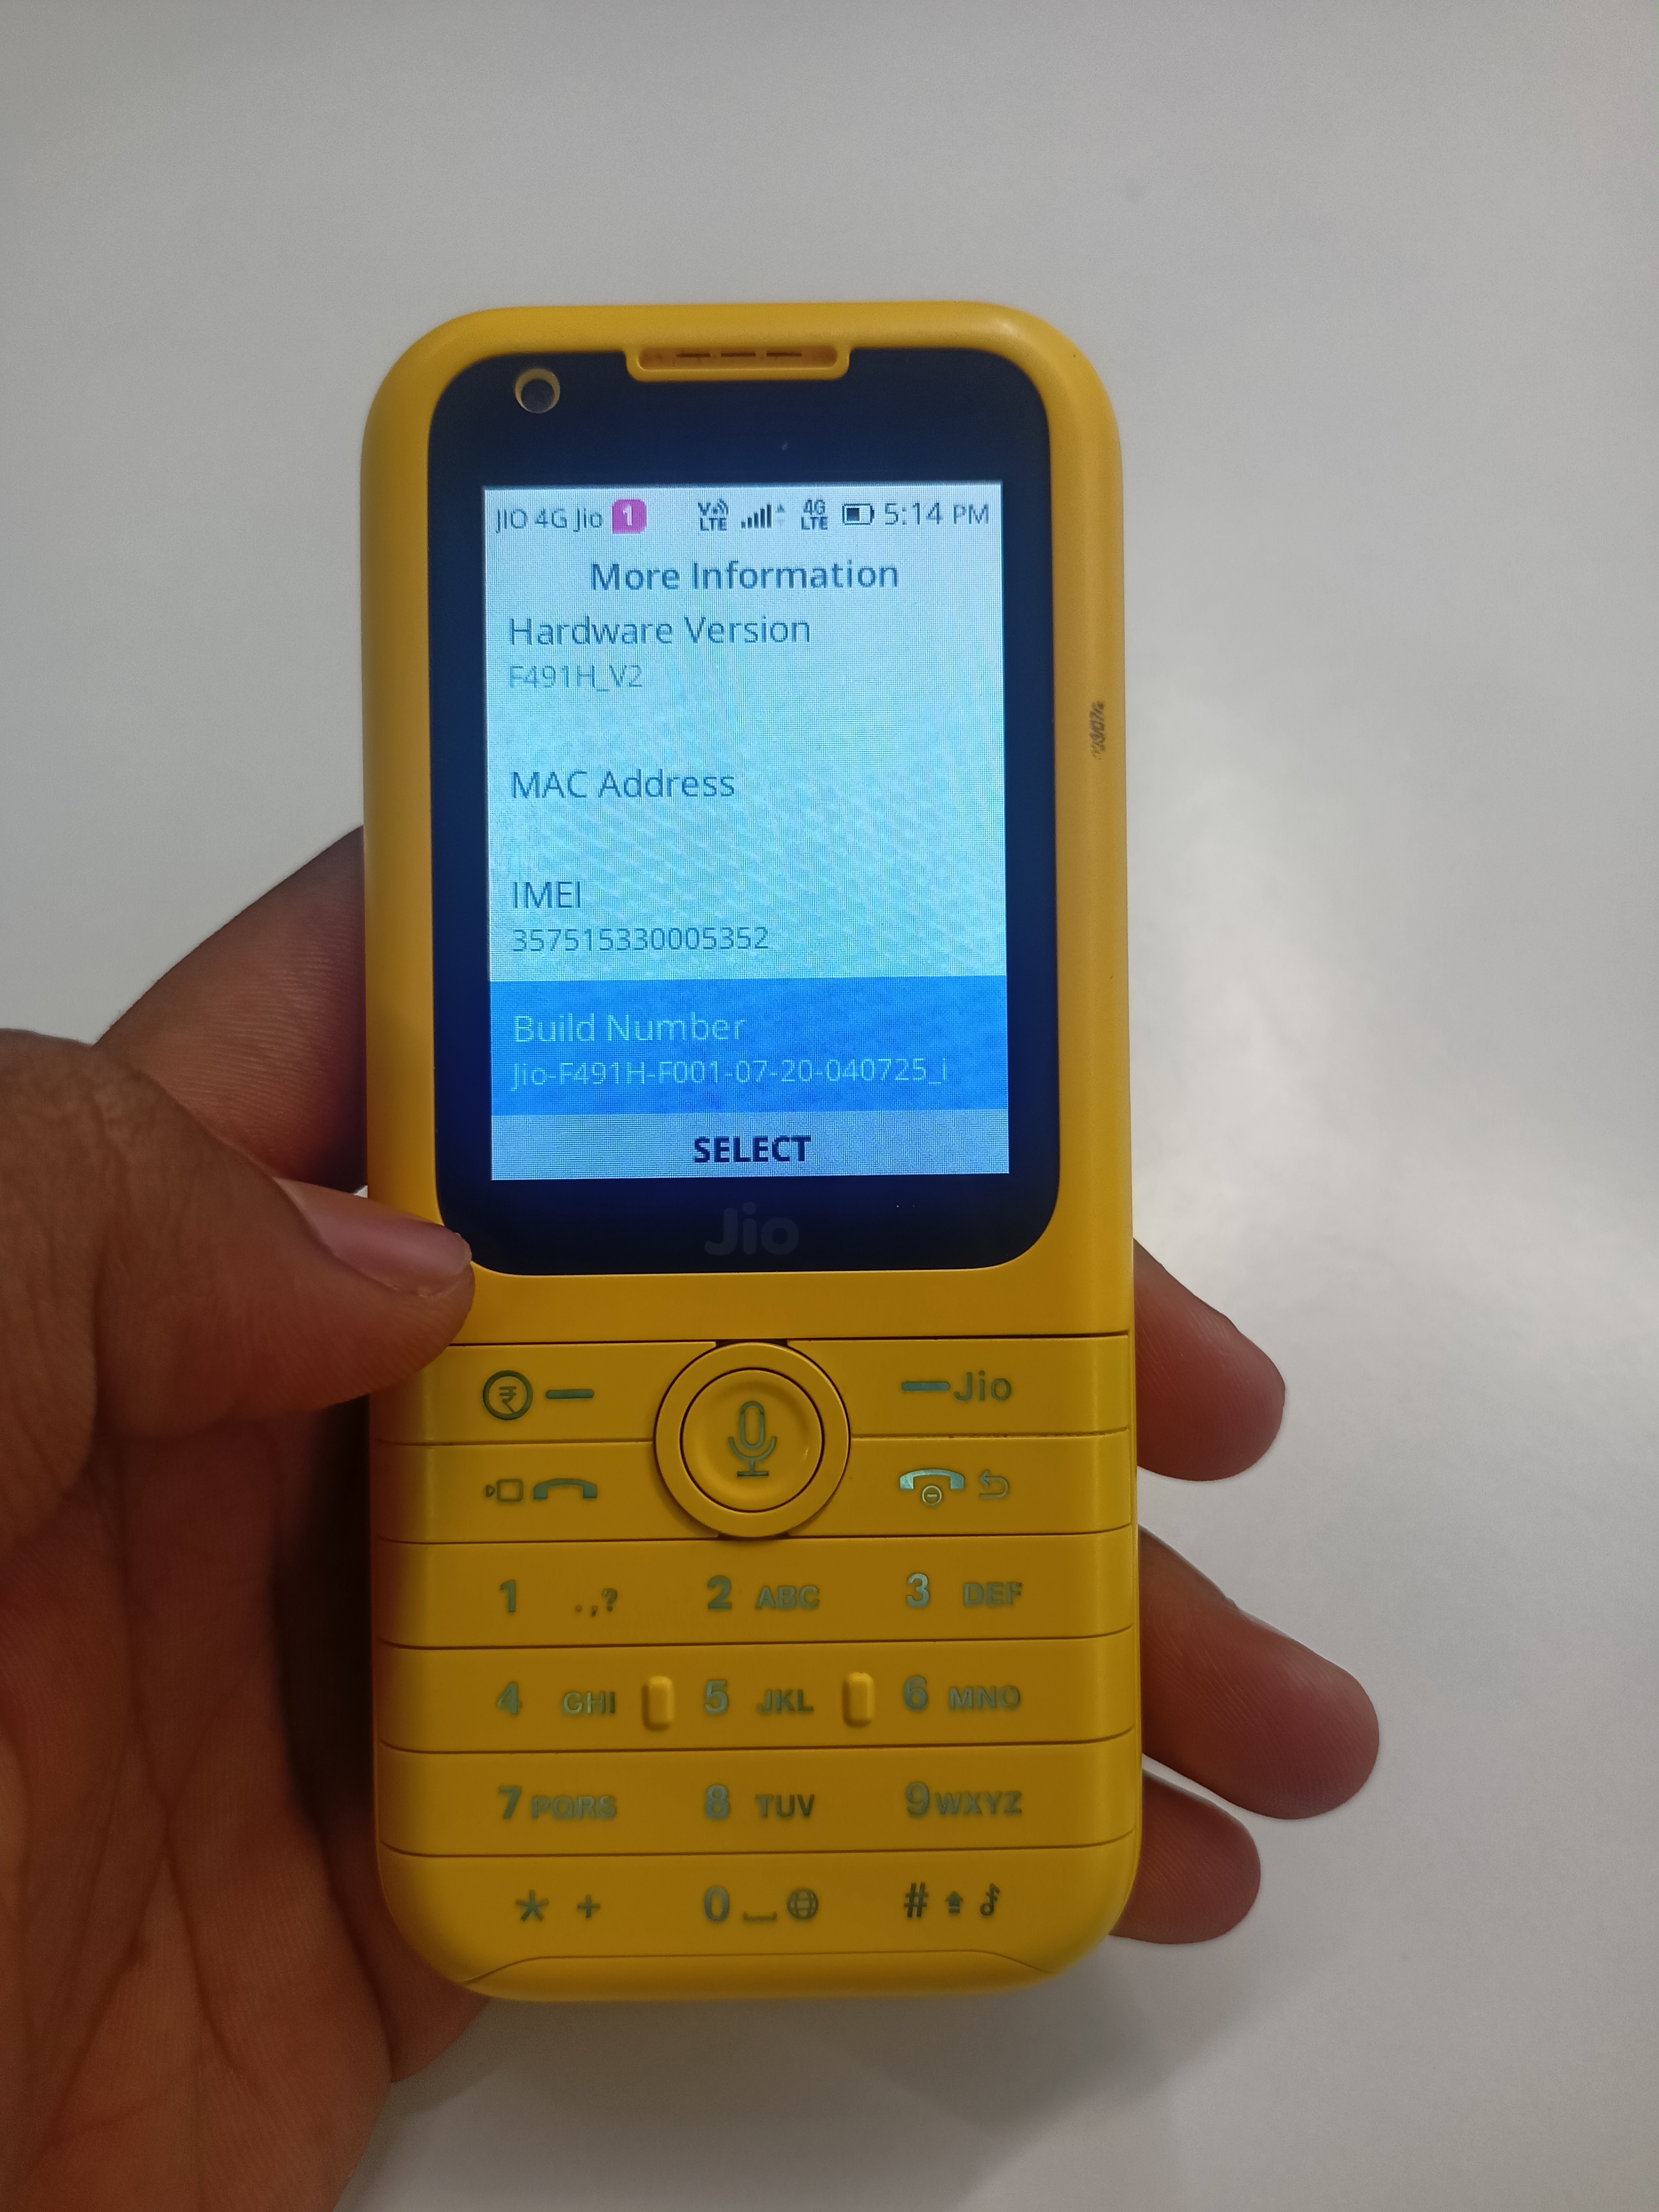 JIO 4G Jio 1 VoLTE 4G LTE 5:14 PM
More Information
Hardware Version
F491H_V2
MAC Address
IMEI
357515330005352
Build Number
Jio-F491H-F001-07-20-040725_i
SELECT
Jio
₹ Jio
1 .,? 2 ABC 3 DEF
4 GHI 5 JKL 6 MNO
7 PQRS 8 TUV 9 WXYZ
* + 0 #